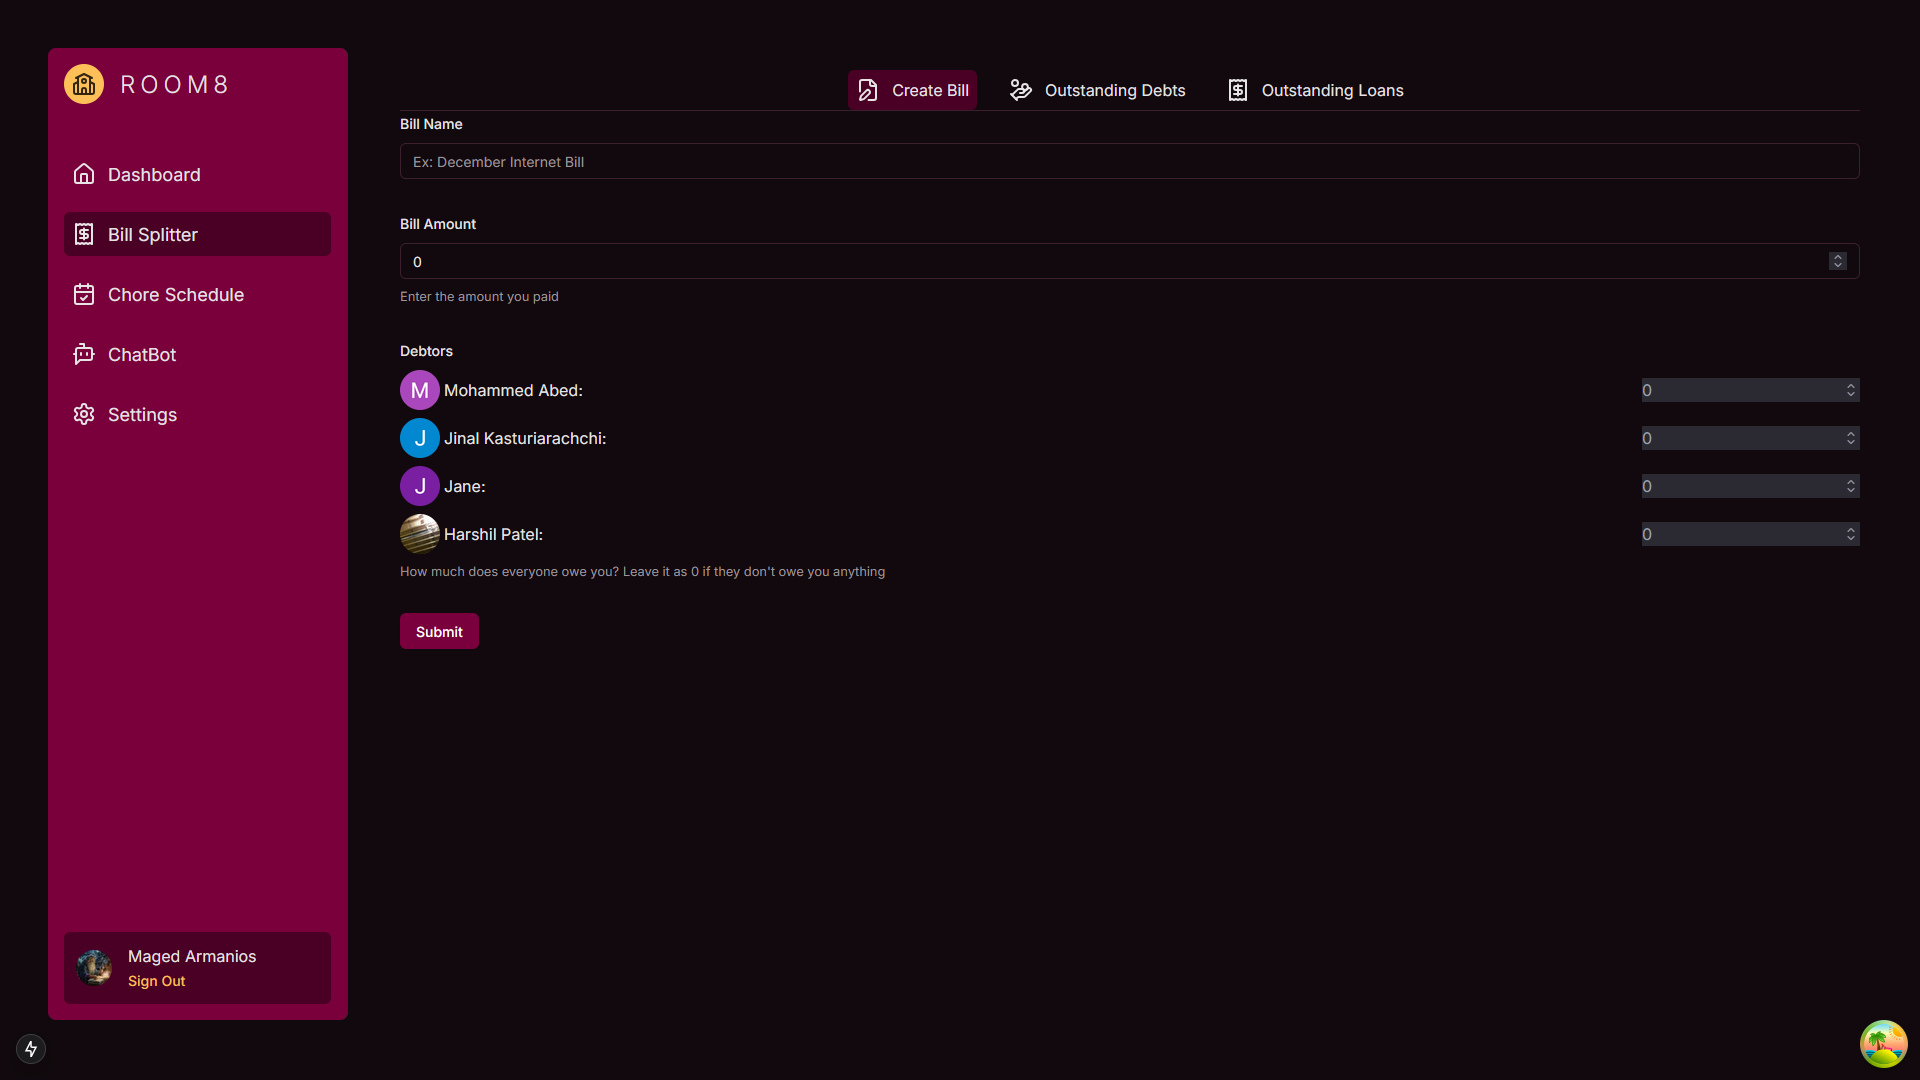 ROOM8
Dashboard
Bill Splitter
Chore Schedule
ChatBot
Settings
Maged Armanios
Sign Out
Create Bill
Outstanding Debts
Outstanding Loans
Bill Name
Ex: December Internet Bill
Bill Amount
0
Enter the amount you paid
Debtors
M Mohammed Abed: 0
J Jinal Kasturiarachchi: 0
J Jane: 0
Harshil Patel: 0
How much does everyone owe you? Leave it as 0 if they don't owe you anything
Submit